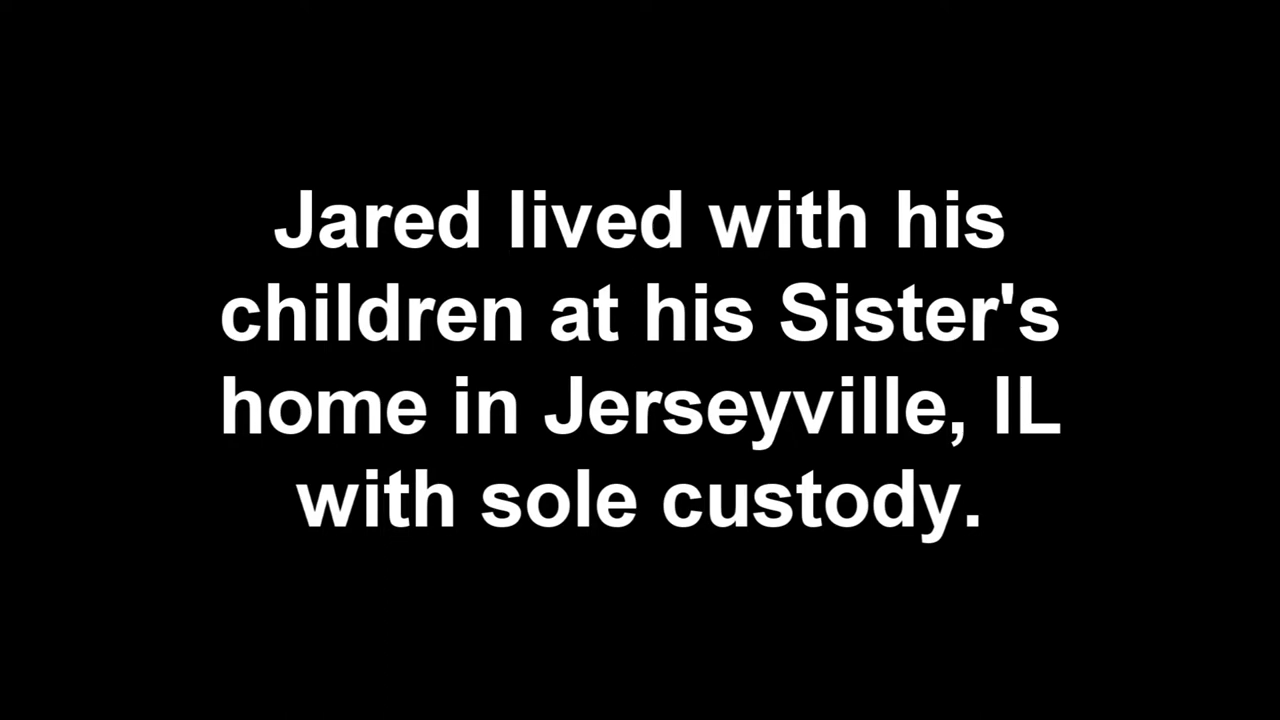 Jared lived with his
children at his Sister's
home in Jerseyville, IL
with sole custody.